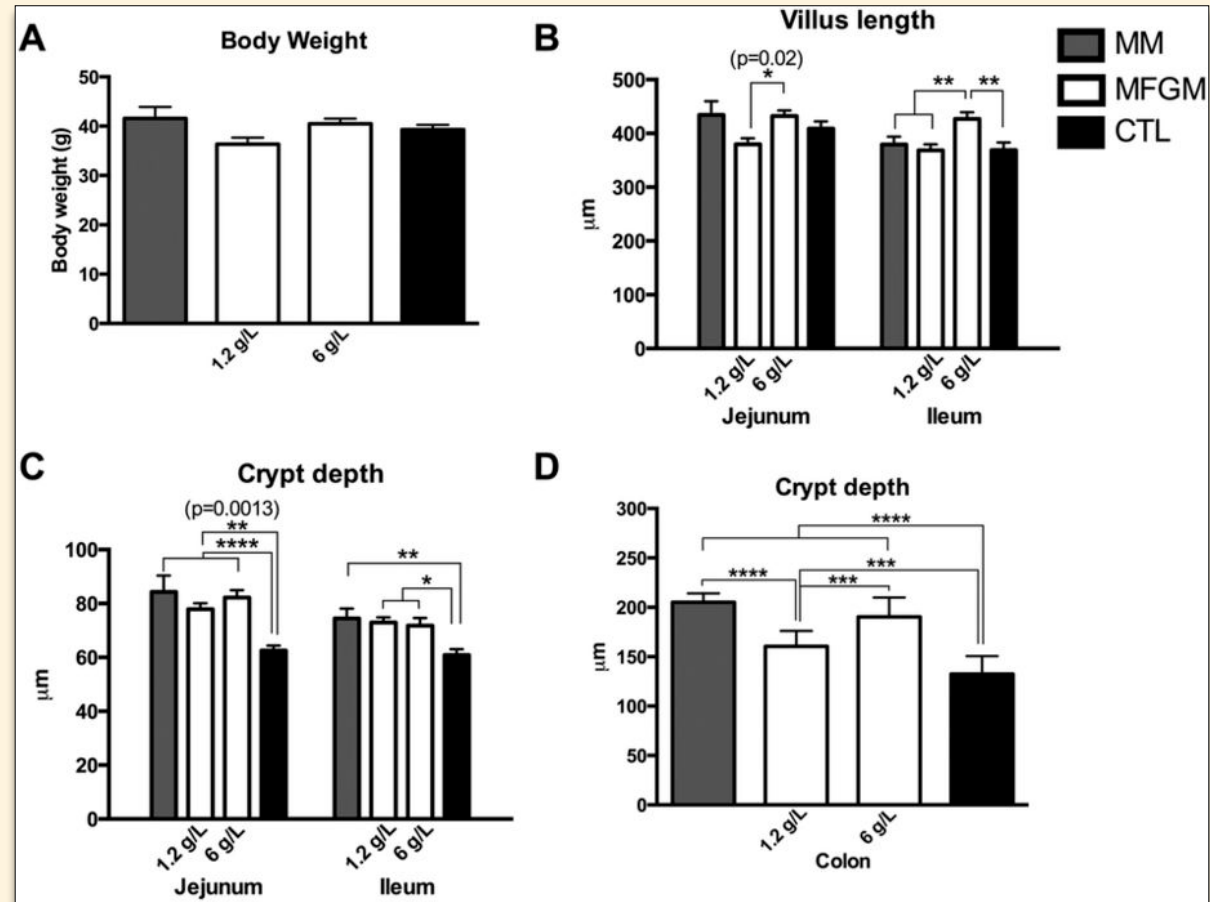 A
Body Weight
Body weight (g)
50
40
30
20
10
0
1.2 g/L
6 g/L
B
Villus length
(p=0.02)
*
**
**
µm
500
400
300
200
100
0
1.2 g/L
6 g/L
1.2 g/L
6 g/L
Jejunum
Ileum
MM
MFGM
CTL
C
Crypt depth
(p=0.0013)
**
****
**
*
µm
100
80
60
40
20
0
1.2 g/L
6 g/L
1.2 g/L
6 g/L
Jejunum
Ileum
D
Crypt depth
****
***
****
***
µm
300
250
200
150
100
50
0
1.2 g/L
6 g/L
Colon